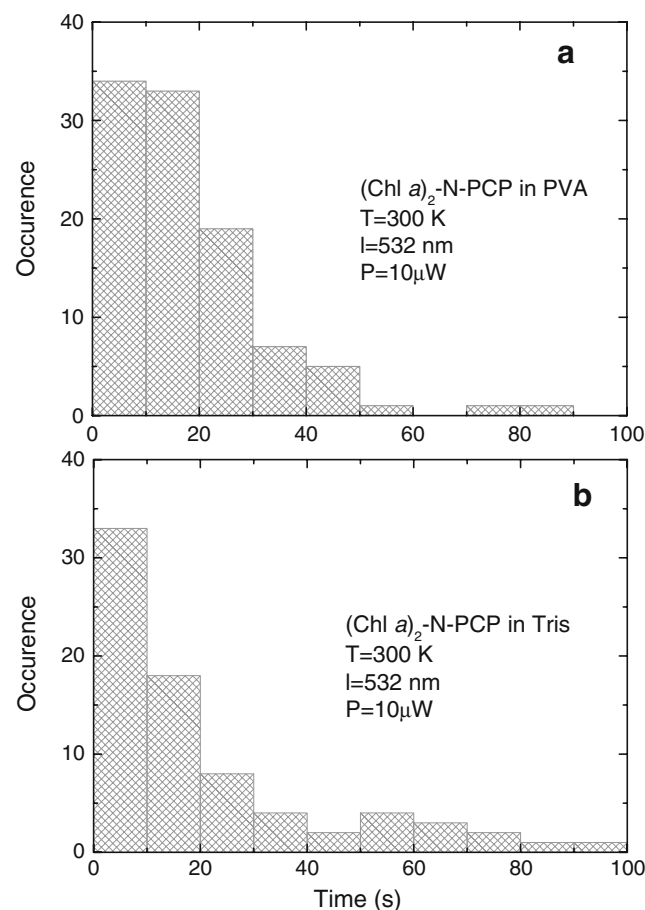 40
a
30
Occurence
(Chl a)₂-N-PCP in PVA
T=300 K
20
l=532 nm
P=10µW
10
0
0 20 40 60 80 100
40
b
30
Occurence
(Chl a)₂-N-PCP in Tris
20
T=300 K
l=532 nm
P=10µW
10
0
0 20 40 60 80 100
Time (s)